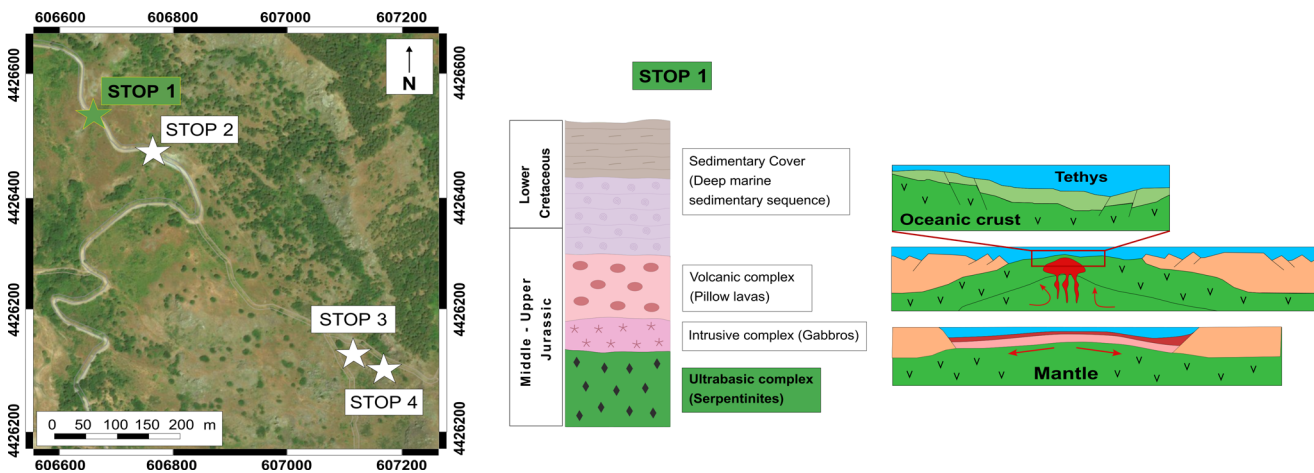 606600
606800
607000
607200
4426600
4426400
4426200
4426200
N
STOP 1
STOP 2
STOP 3
STOP 4
0 50 100 150 200 m
4426600
4426400
4426200
4426200
606600
606800
607000
607200
STOP 1
Lower
Cretaceous
Middle - Upper
Jurassic
Sedimentary Cover
(Deep marine
sedimentary sequence)
Volcanic complex
(Pillow lavas)
Intrusive complex (Gabbros)
Ultrabasic complex
(Serpentinites)
Tethys
Oceanic crust
Mantle